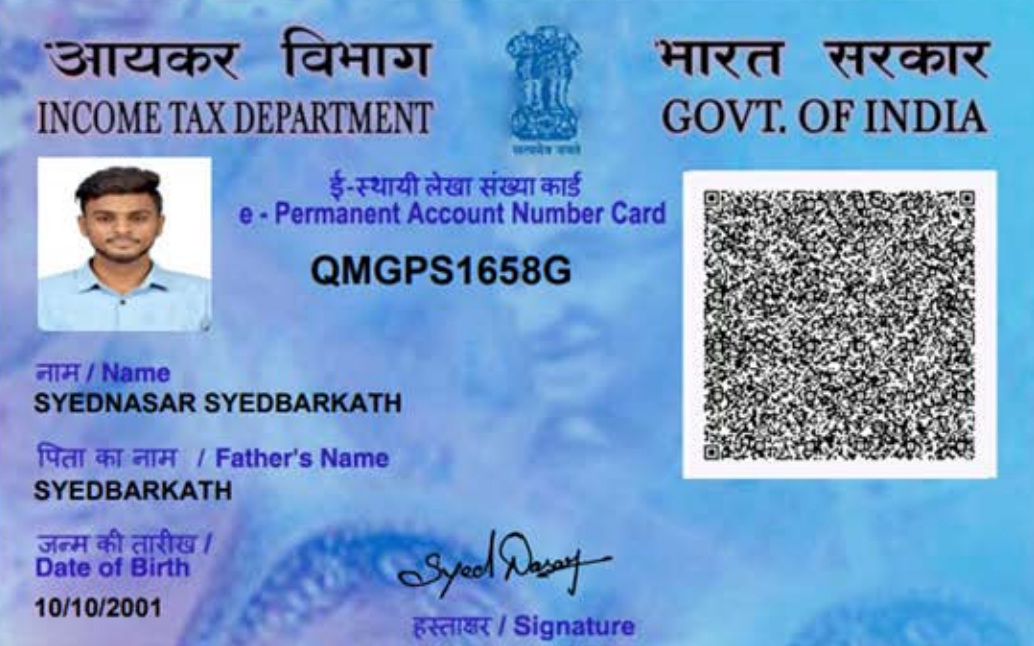 आयकर विभाग
INCOME TAX DEPARTMENT
सत्यमेव जयते
भारत सरकार
GOVT. OF INDIA
ई-स्थायी लेखा संख्या कार्ड
e - Permanent Account Number Card
QMGPS1658G
नाम / Name
SYEDNASAR SYEDBARKATH
पिता का नाम / Father's Name
SYEDBARKATH
जन्म की तारीख /
Date of Birth
10/10/2001
Syed Nasar
हस्ताक्षर / Signature